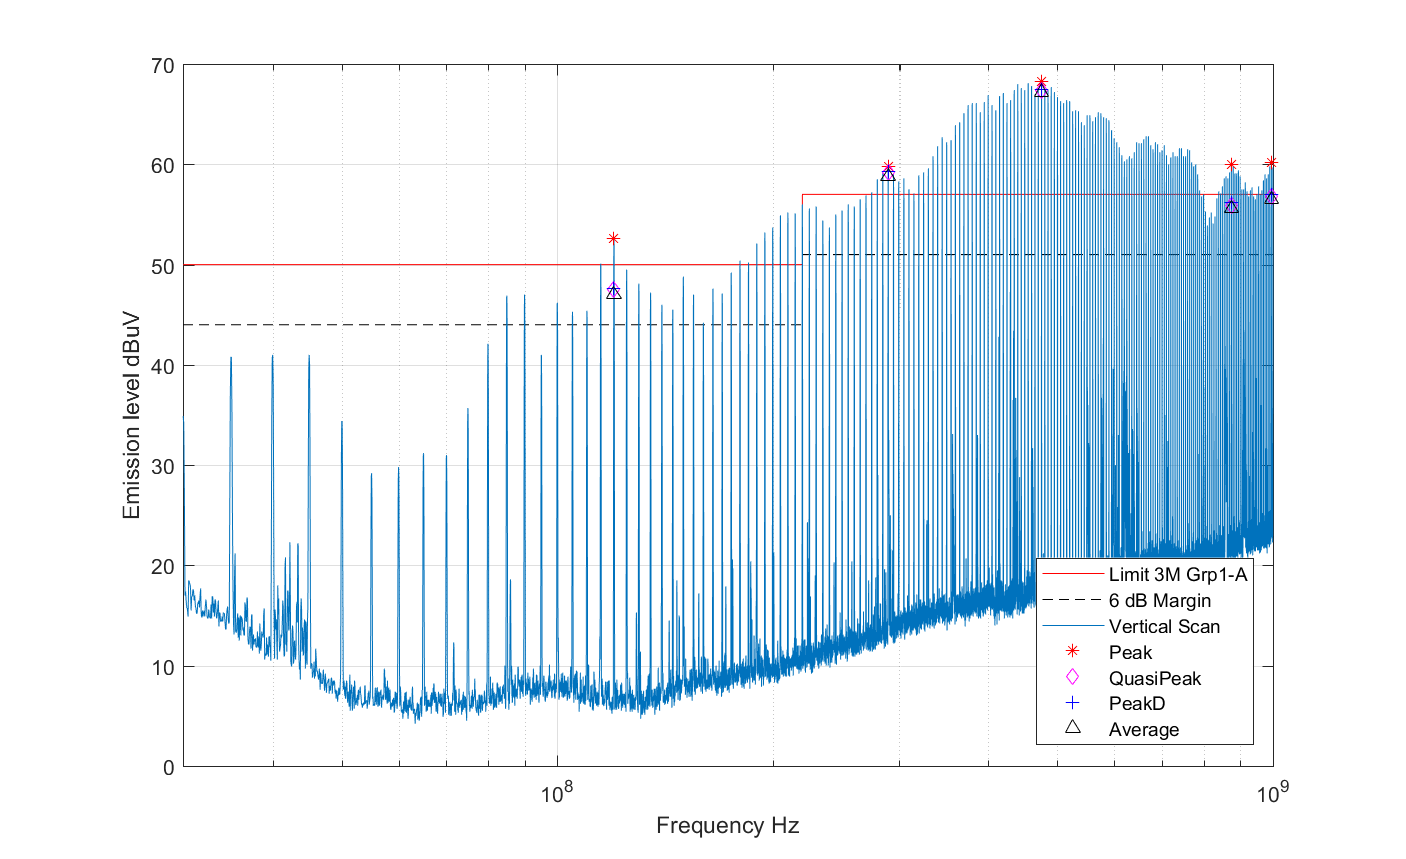 70
60
50
40
30
20
10
0
Emission level dBuV
10^8
10^9
Frequency Hz
Limit 3M Grp1-A
6 dB Margin
Vertical Scan
Peak
QuasiPeak
PeakD
Average